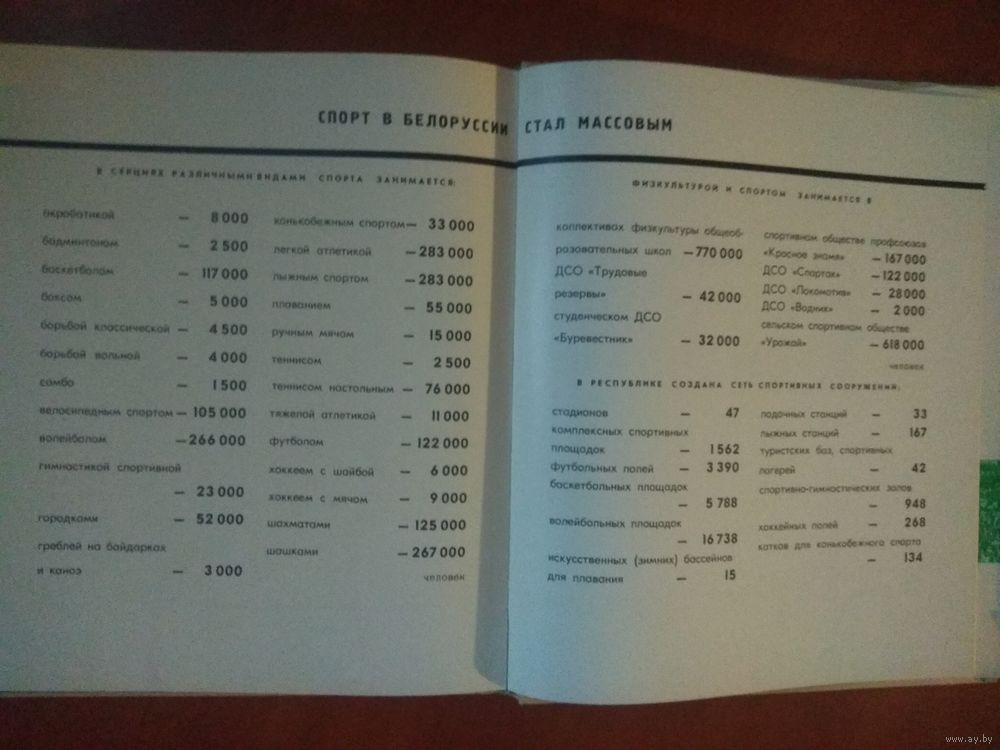 СПОРТ В БЕЛОРУССИИ СТАЛ МАССОВЫМ
В СЕКЦИЯХ РАЗЛИЧНЫМИ ВИДАМИ СПОРТА ЗАНИМАЕТСЯ:
акробатикой — 8 000
бадминтоном — 2 500
баскетболом — 117 000
боксом — 5 000
борьбой классической — 4 500
борьбой вольной — 4 000
самбо — 1 500
велосипедным спортом — 105 000
волейболом — 266 000
гимнастикой спортивной
— 23 000
городками — 52 000
греблей на байдарках
и каноэ — 3 000
конькобежным спортом — 33 000
легкой атлетикой — 283 000
лыжным спортом — 283 000
плаванием — 55 000
ручным мячом — 15 000
теннисом — 2 500
теннисом настольным — 76 000
тяжелой атлетикой — 11 000
футболом — 122 000
хоккеем с шайбой — 6 000
хоккеем с мячом — 9 000
шахматами — 125 000
шашками — 267 000
человек
ФИЗКУЛЬТУРОЙ И СПОРТОМ ЗАНИМАЕТСЯ В
коллективах физкультуры общеоб-
разовательных школ — 770 000
ДСО «Трудовые
резервы» — 42 000
студенческом ДСО
«Буревестник» — 32 000
спортивном обществе профсоюзов
«Красное знамя» — 167 000
ДСО «Спартак» — 122 000
ДСО «Локомотив» — 28 000
ДСО «Водник» — 2 000
сельском спортивном обществе
«Урожай» — 618 000
человек
В РЕСПУБЛИКЕ СОЗДАНА СЕТЬ СПОРТИВНЫХ СООРУЖЕНИЙ:
стадионов — 47
комплексных спортивных
площадок — 1 562
футбольных полей — 3 390
баскетбольных площадок
— 5 788
волейбольных площадок
— 16 738
искусственных (зимних) бассейнов
для плавания — 15
лодочных станций — 33
лыжных станций — 167
туристских баз, спортивных
лагерей — 42
спортивно-гимнастических залов
— 948
хоккейных полей — 268
катков для конькобежного спорта
— 134
www.ay.by